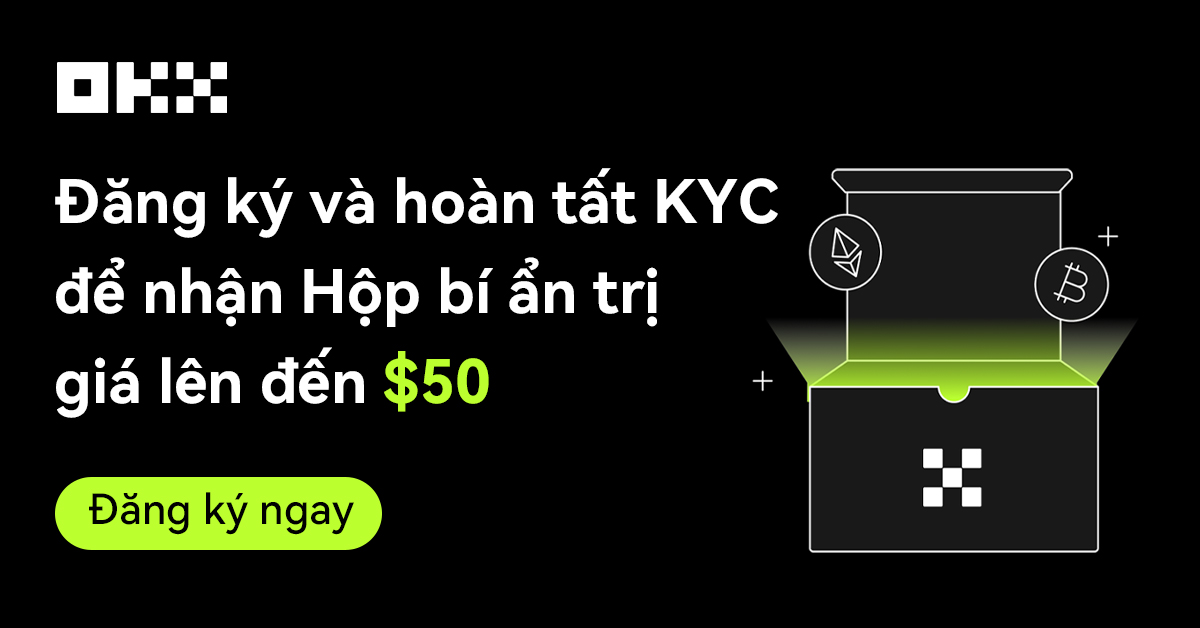 OKX
Đăng ký và hoàn tất KYC
để nhận Hộp bí ẩn trị
giá lên đến $50
Đăng ký ngay